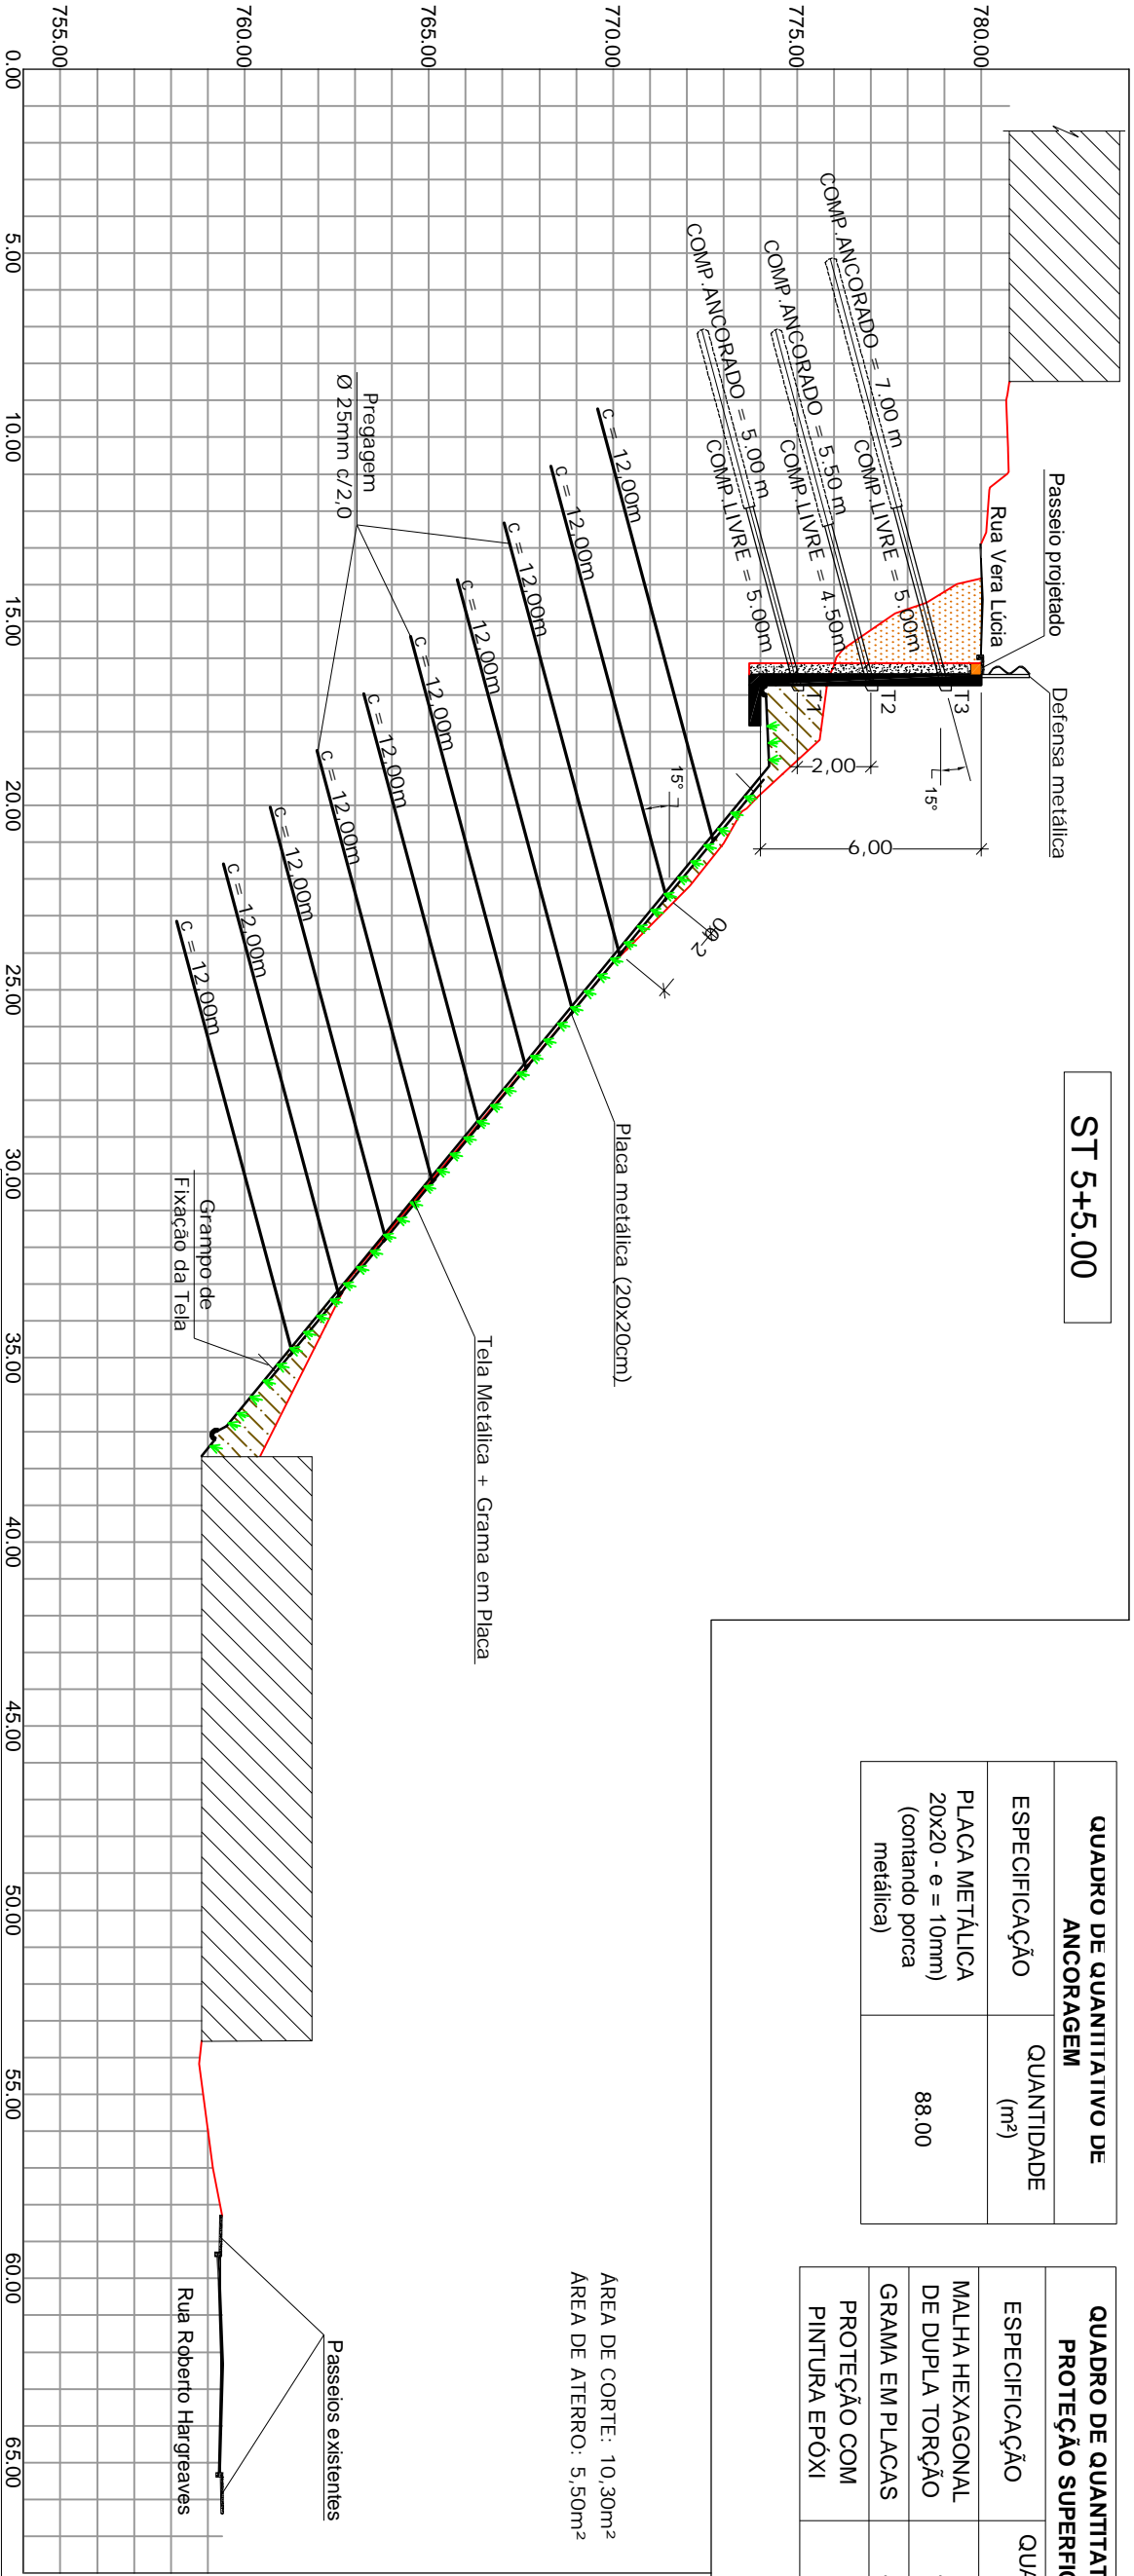 ST 5+5.00
780.00
775.00
770.00
765.00
760.00
755.00
0.00
5.00
10.00
15.00
20.00
25.00
30.00
35.00
40.00
45.00
50.00
55.00
60.00
65.00
Passeio projetado
Rua Vera Lúcia
Defensa metálica
COMP.ANCORADO = 7.00 m
COMP.LIVRE = 5.00m
T3
COMP.ANCORADO = 5.50 m
COMP.LIVRE = 4.50m
T2
COMP.ANCORADO = 5.00 m
COMP.LIVRE = 5.00m
T1
15°
2,00
6,00
15°
c = 12,00m
c = 12,00m
c = 12,00m
c = 12,00m
c = 12,00m
c = 12,00m
c = 12,00m
c = 12,00m
c = 12,00m
c = 12,00m
Pregagem
Ø 25mm c/2,0
Placa metálica (20x20cm)
Tela Metálica + Grama em Placa
Grampo de
Fixação da Tela
Passeios existentes
Rua Roberto Hargreaves
ÁREA DE CORTE: 10,30m²
ÁREA DE ATERRO: 5,50m²
QUADRO DE QUANTITATIVO DE
ANCORAGEM
ESPECIFICAÇÃO
QUANTIDADE
(m²)
PLACA METÁLICA
20x20 - e = 10mm)
(contando porca
metálica)
88.00
QUADRO DE QUANTITAT
PROTEÇÃO SUPERFIC
ESPECIFICAÇÃO
QUA
MALHA HEXAGONAL
DE DUPLA TORÇÃO
GRAMA EM PLACAS
PROTEÇÃO COM
PINTURA EPÓXI